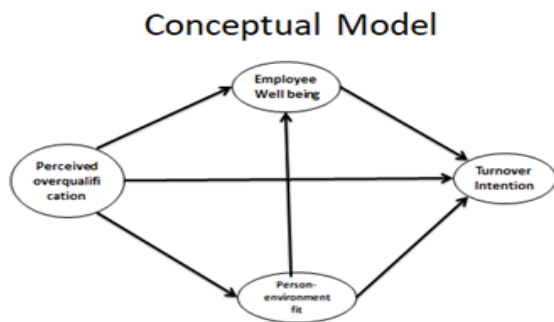 Conceptual Model
Employee
Well being
Perceived
overqualifi
cation
Turnover
Intention
Person-
environment
fit